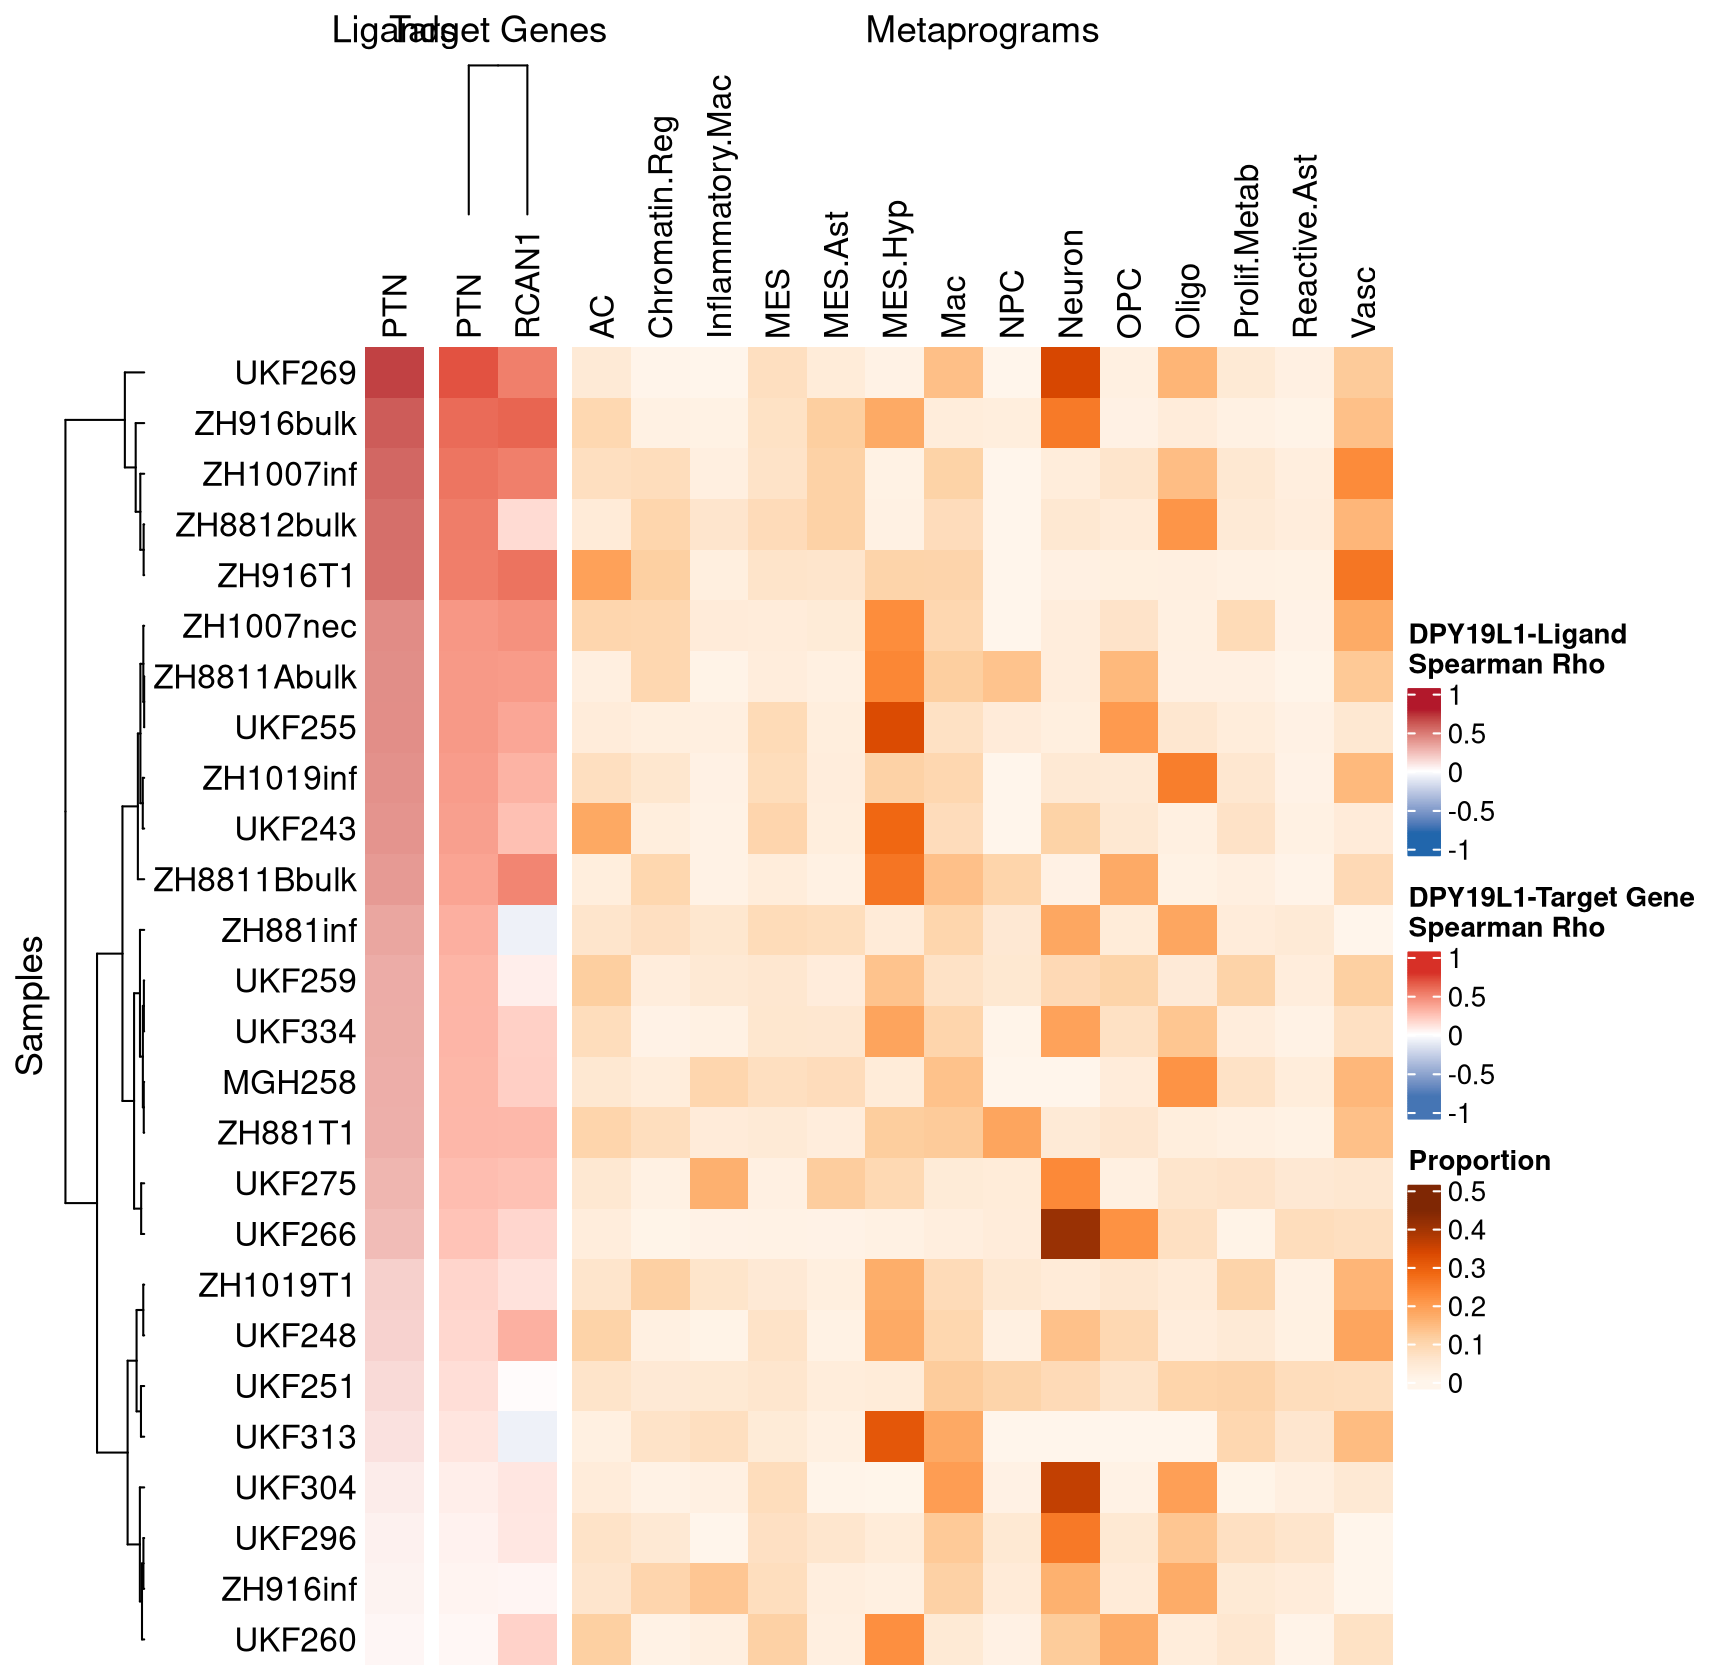 Ligands Target Genes Metaprograms
PTN
PTN
RCAN1
AC
Chromatin.Reg
Inflammatory.Mac
MES
MES.Ast
MES.Hyp
Mac
NPC
Neuron
OPC
Oligo
Prolif.Metab
Reactive.Ast
Vasc
Samples
UKF269
ZH916bulk
ZH1007inf
ZH8812bulk
ZH916T1
ZH1007nec
ZH8811Abulk
UKF255
ZH1019inf
UKF243
ZH8811Bbulk
ZH881inf
UKF259
UKF334
MGH258
ZH881T1
UKF275
UKF266
ZH1019T1
UKF248
UKF251
UKF313
UKF304
UKF296
ZH916inf
UKF260
DPY19L1-Ligand
Spearman Rho
1
0.5
0
-0.5
-1
DPY19L1-Target Gene
Spearman Rho
1
0.5
0
-0.5
-1
Proportion
0.5
0.4
0.3
0.2
0.1
0